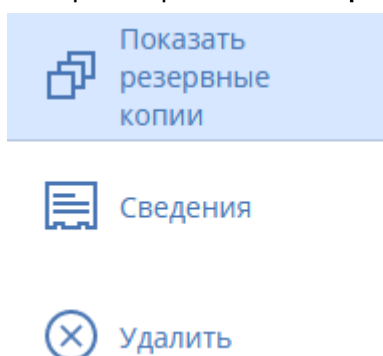 Показать
резервные
копии
Сведения
Удалить